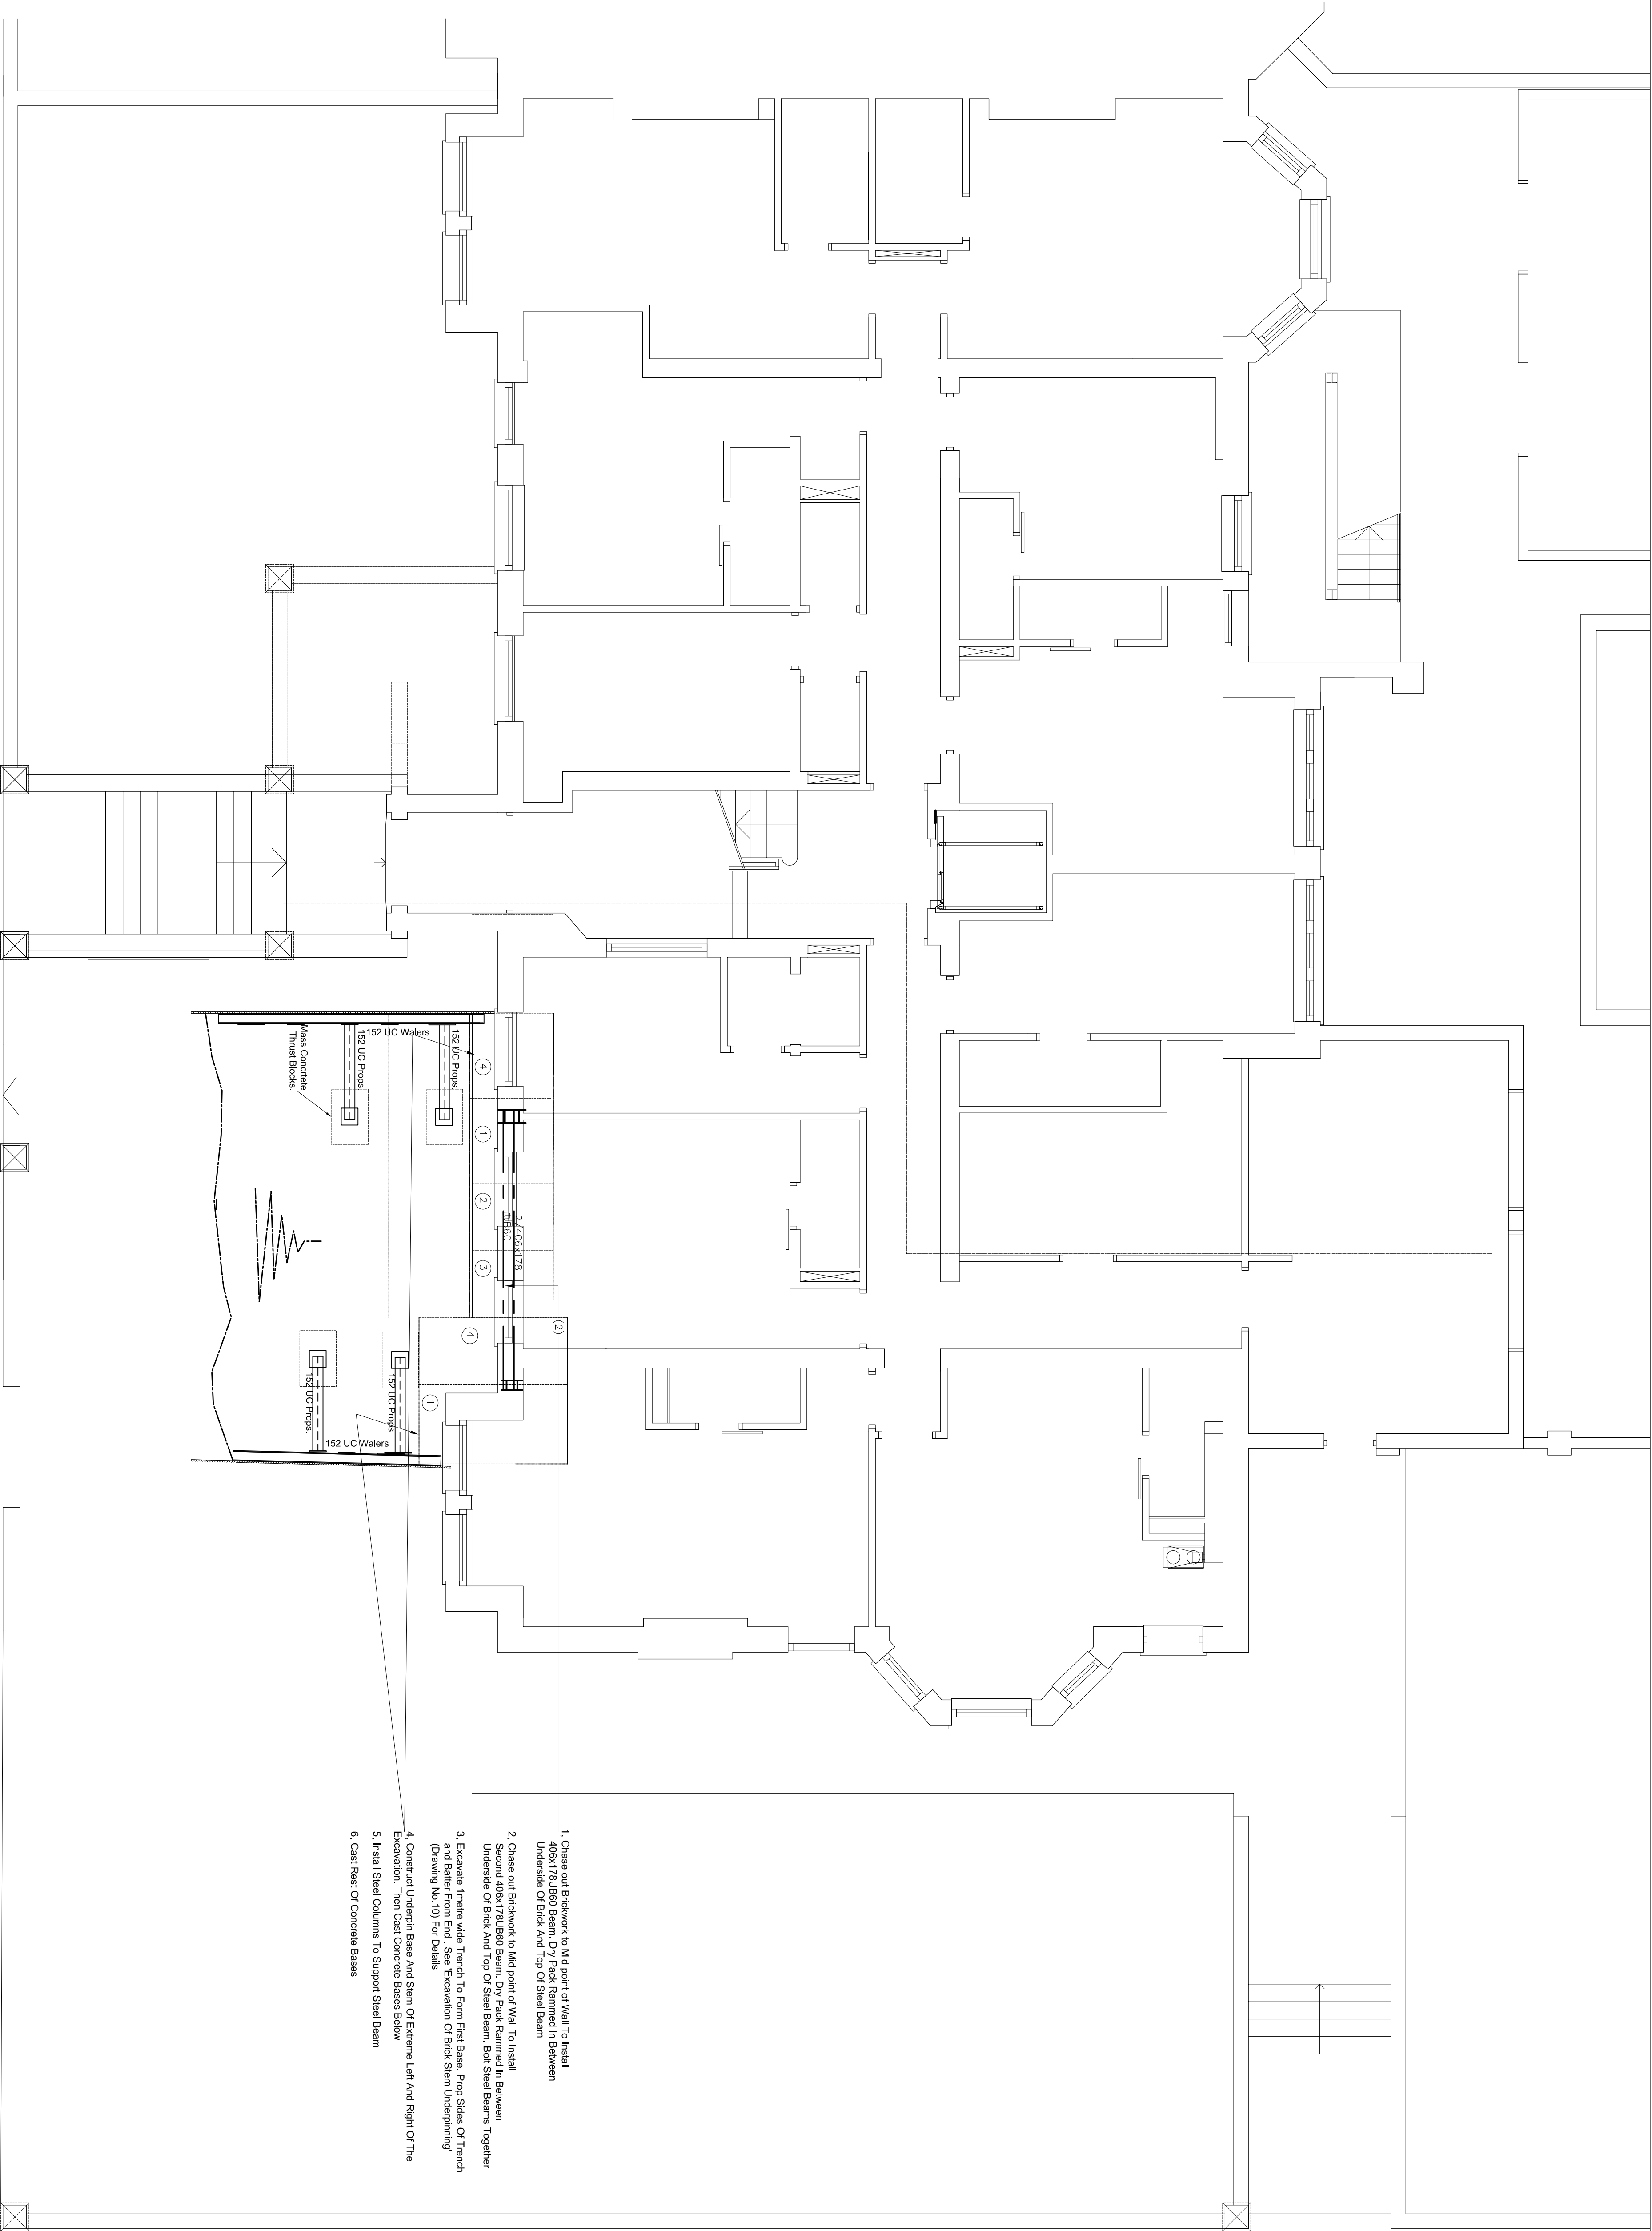 1, Chase out Brickwork to Mid point of Wall To Install
406x178UB60 Beam. Dry Pack Rammed In Between
Underside Of Brick And Top Of Steel Beam
2, Chase out Brickwork to Mid point of Wall To Install
Second 406x178UB60 Beam. Dry Pack Rammed In Between
Underside Of Brick And Top Of Steel Beam. Bolt Steel Beams Together
3, Excavate 1metre wide Trench To Form First Base. Prop Sides Of Trench
and Batter From End . See 'Excavation Of Brick Stem Underpinning'
(Drawing No.10) For Details
4, Construct Underpin Base And Stem Of Extreme Left And Right Of The
Excavation. Then Cast Concrete Bases Below
5, Install Steel Columns To Support Steel Beam
6, Cast Rest Of Concrete Bases
(2)
2/406x178
UB60
4
1
2
3
4
1
152 UC Props.
152 UC Walers
152 UC Props.
Mass Concrtete
Thrust Blocks.
152 UC Props.
152 UC Props.
152 UC Walers